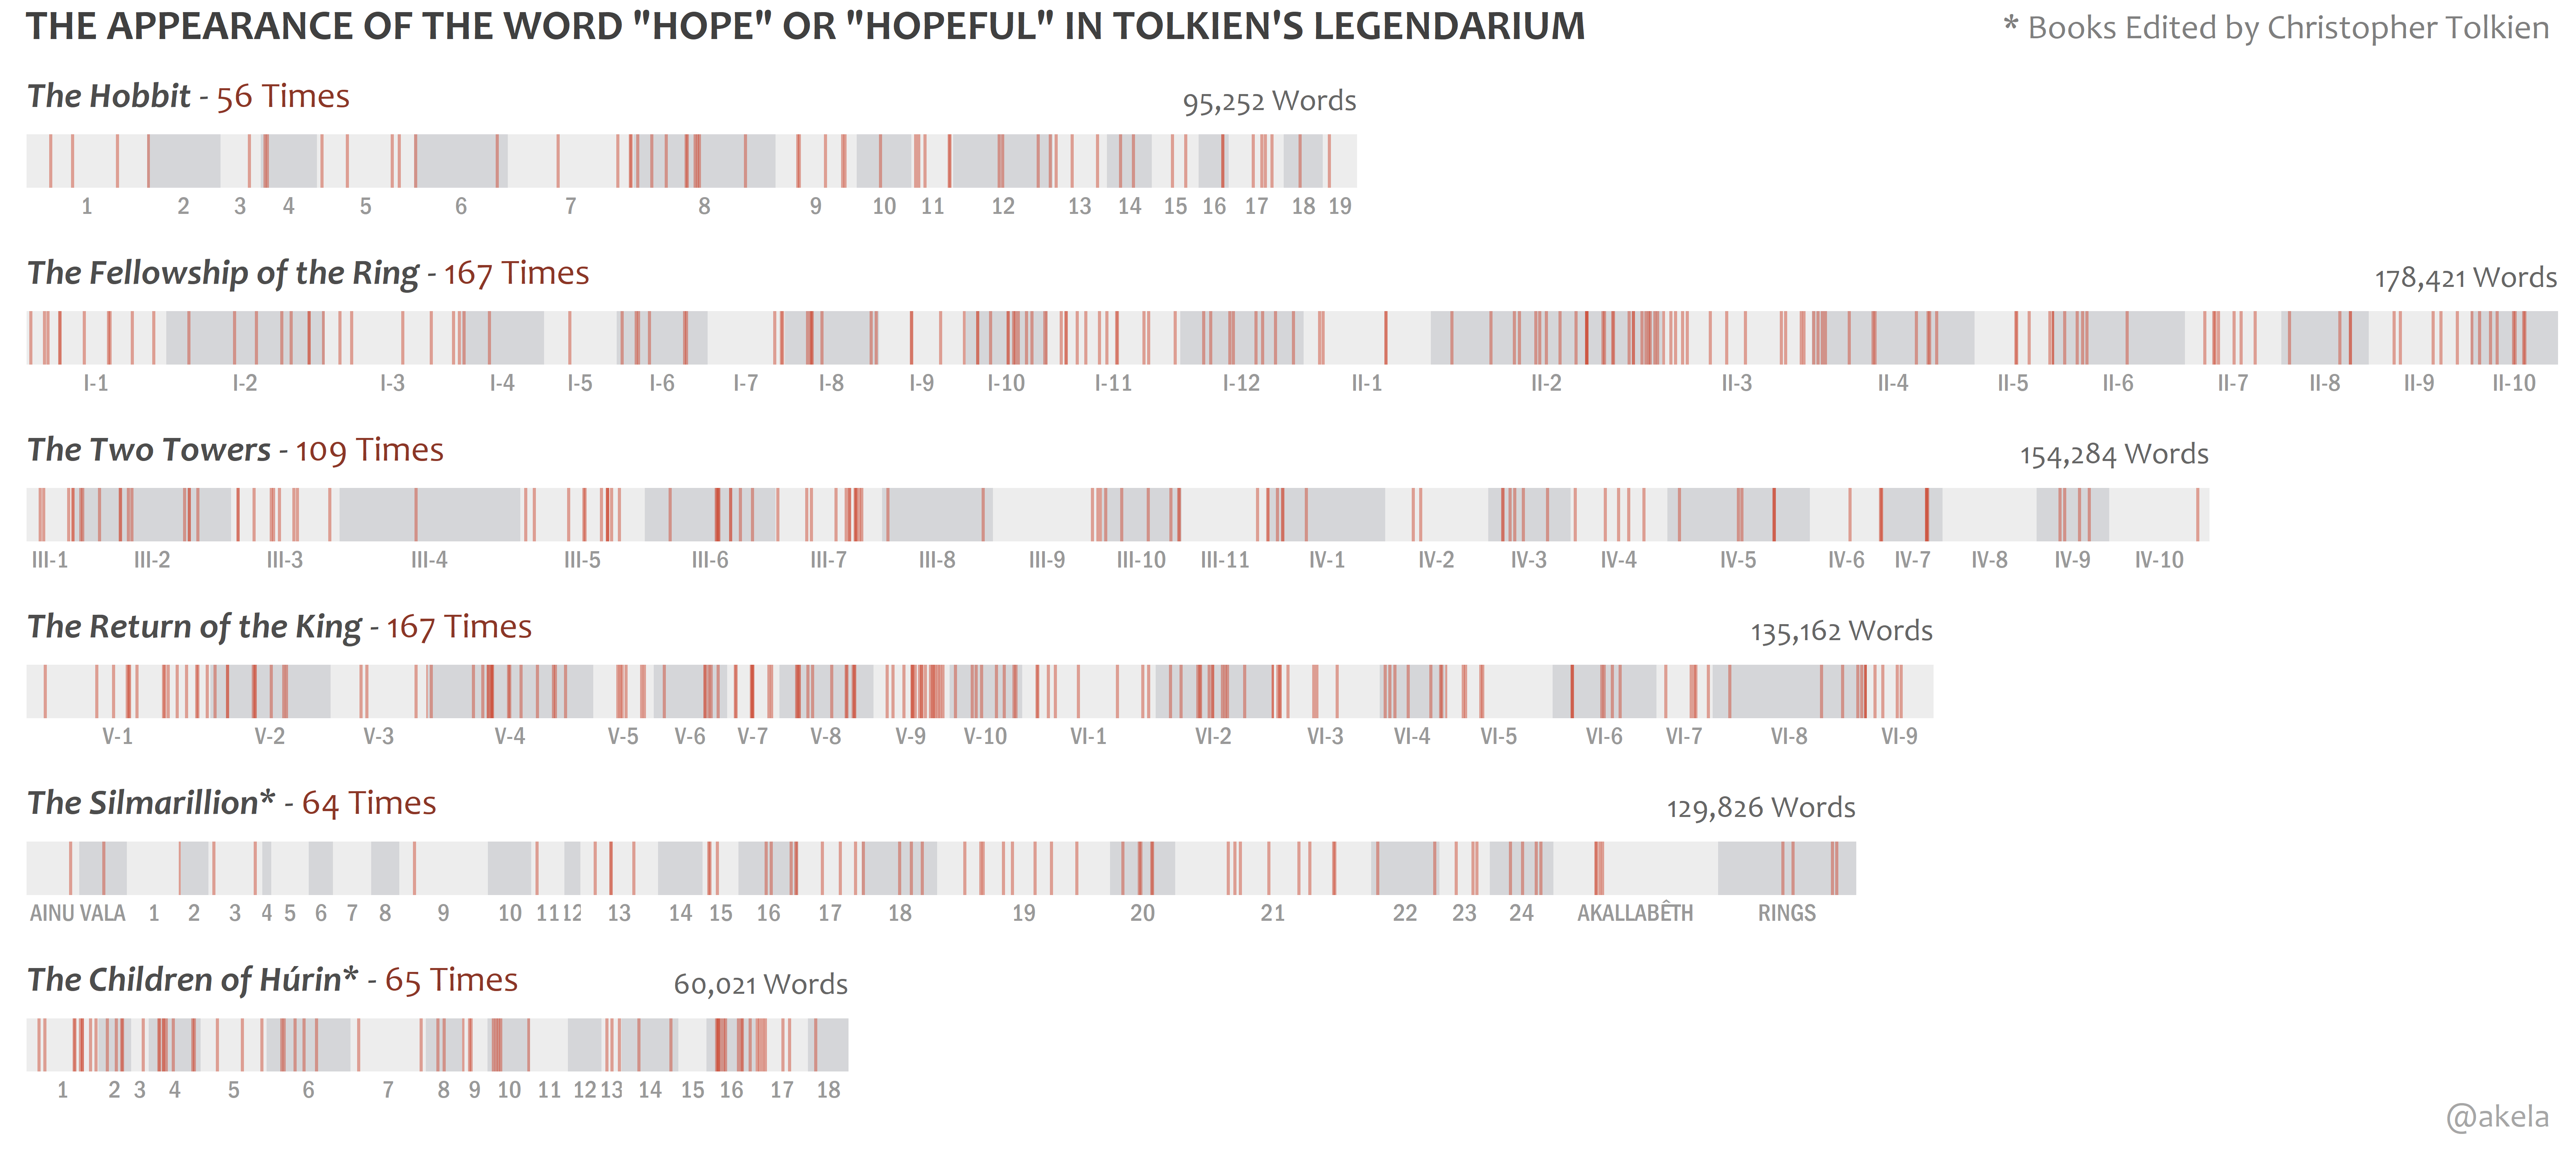 THE APPEARANCE OF THE WORD "HOPE" OR "HOPEFUL" IN TOLKIEN'S LEGENDARIUM
* Books Edited by Christopher Tolkien
The Hobbit - 56 Times
95,252 Words
1 2 3 4 5 6 7 8 9 10 11 12 13 14 15 16 17 18 19
The Fellowship of the Ring - 167 Times
178,421 Words
I-1 I-2 I-3 I-4 I-5 I-6 I-7 I-8 I-9 I-10 I-11 I-12 II-1 II-2 II-3 II-4 II-5 II-6 II-7 II-8 II-9 II-10
The Two Towers - 109 Times
154,284 Words
III-1 III-2 III-3 III-4 III-5 III-6 III-7 III-8 III-9 III-10 III-11 IV-1 IV-2 IV-3 IV-4 IV-5 IV-6 IV-7 IV-8 IV-9 IV-10
The Return of the King - 167 Times
135,162 Words
V-1 V-2 V-3 V-4 V-5 V-6 V-7 V-8 V-9 V-10 VI-1 VI-2 VI-3 VI-4 VI-5 VI-6 VI-7 VI-8 VI-9
The Silmarillion* - 64 Times
129,826 Words
AINU VALA 1 2 3 4 5 6 7 8 9 10 11 12 13 14 15 16 17 18 19 20 21 22 23 24 AKALLABÊTH RINGS
The Children of Húrin* - 65 Times
60,021 Words
1 2 3 4 5 6 7 8 9 10 11 12 13 14 15 16 17 18
@akela